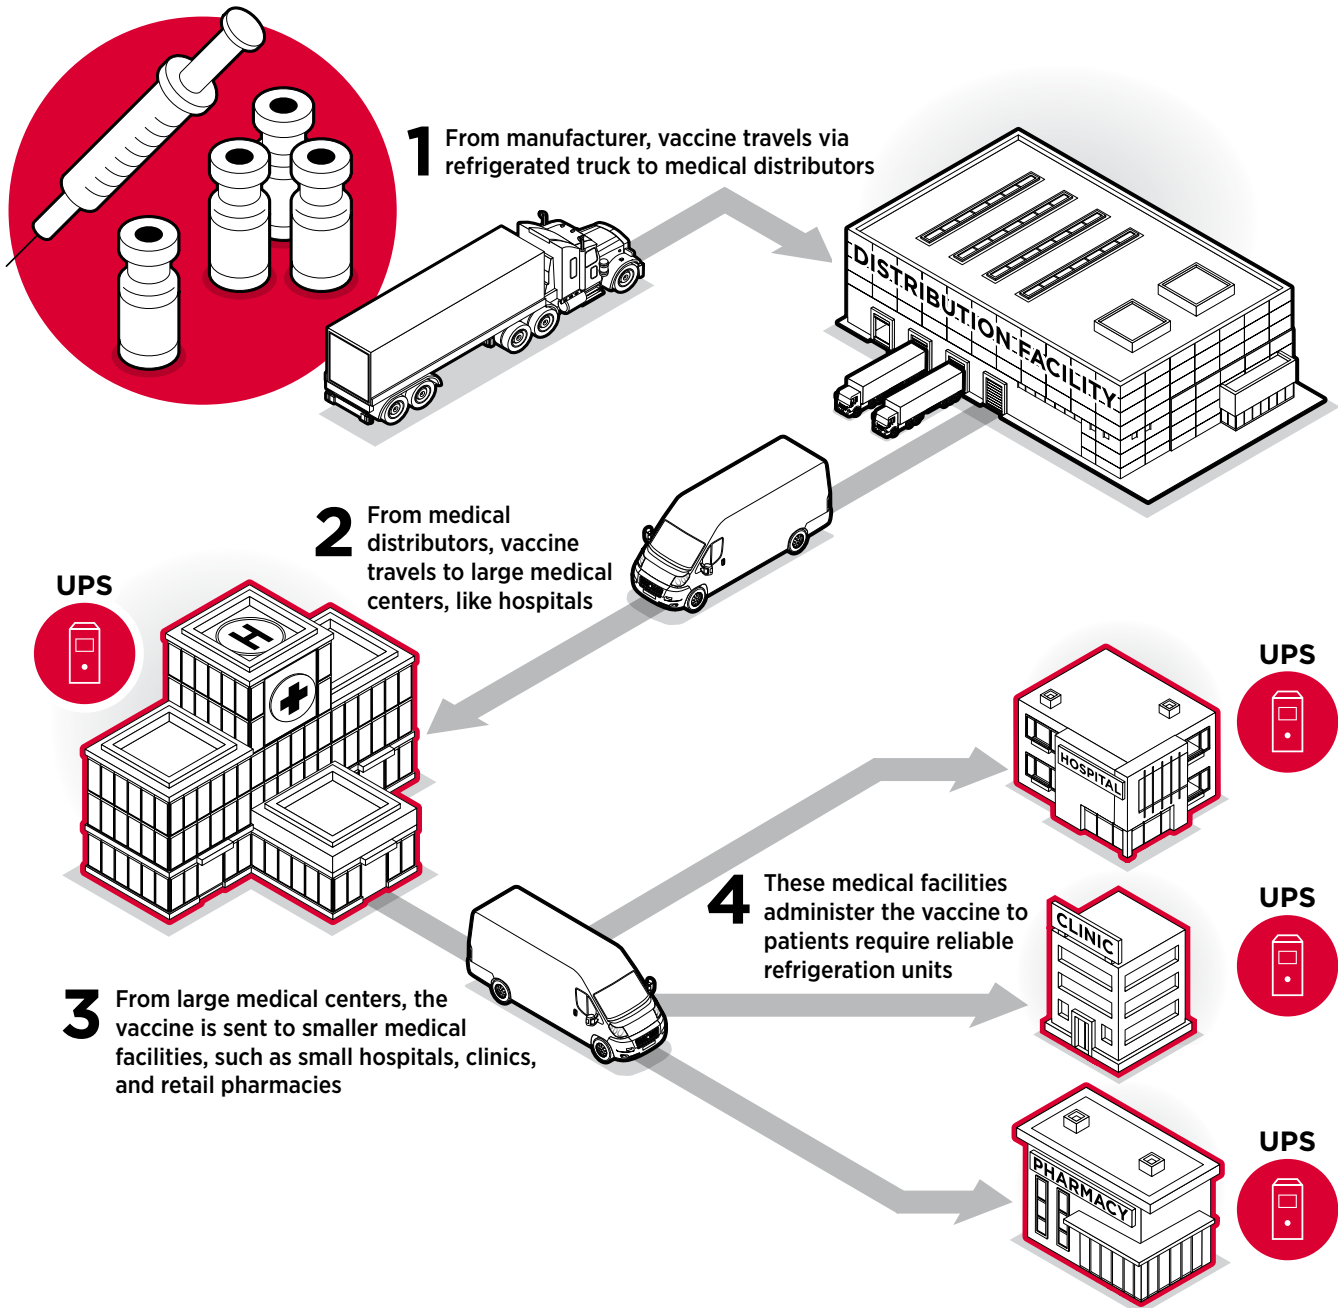 1
From manufacturer, vaccine travels via
refrigerated truck to medical distributors
DISTRIBUTION FACILITY
2
From medical
distributors, vaccine
travels to large medical
centers, like hospitals
UPS
H
UPS
HOSPITAL
4
These medical facilities
administer the vaccine to
patients require reliable
refrigeration units
UPS
CLINIC
3
From large medical centers, the
vaccine is sent to smaller medical
facilities, such as small hospitals, clinics,
and retail pharmacies
UPS
PHARMACY